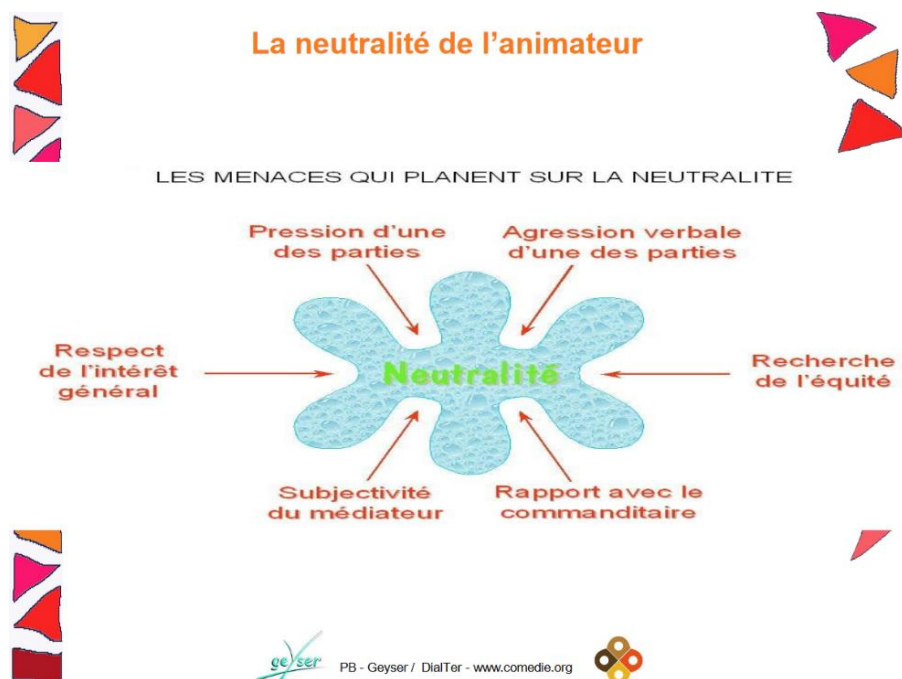 La neutralité de l'animateur
LES MENACES QUI PLANENT SUR LA NEUTRALITE
Pression d'une
des parties
Agression verbale
d'une des parties
Respect
de l'intérêt
général
Neutralité
Recherche
de l'équité
Subjectivité
du médiateur
Rapport avec le
commanditaire
geyser
PB - Geyser / DialTer - www.comedie.org